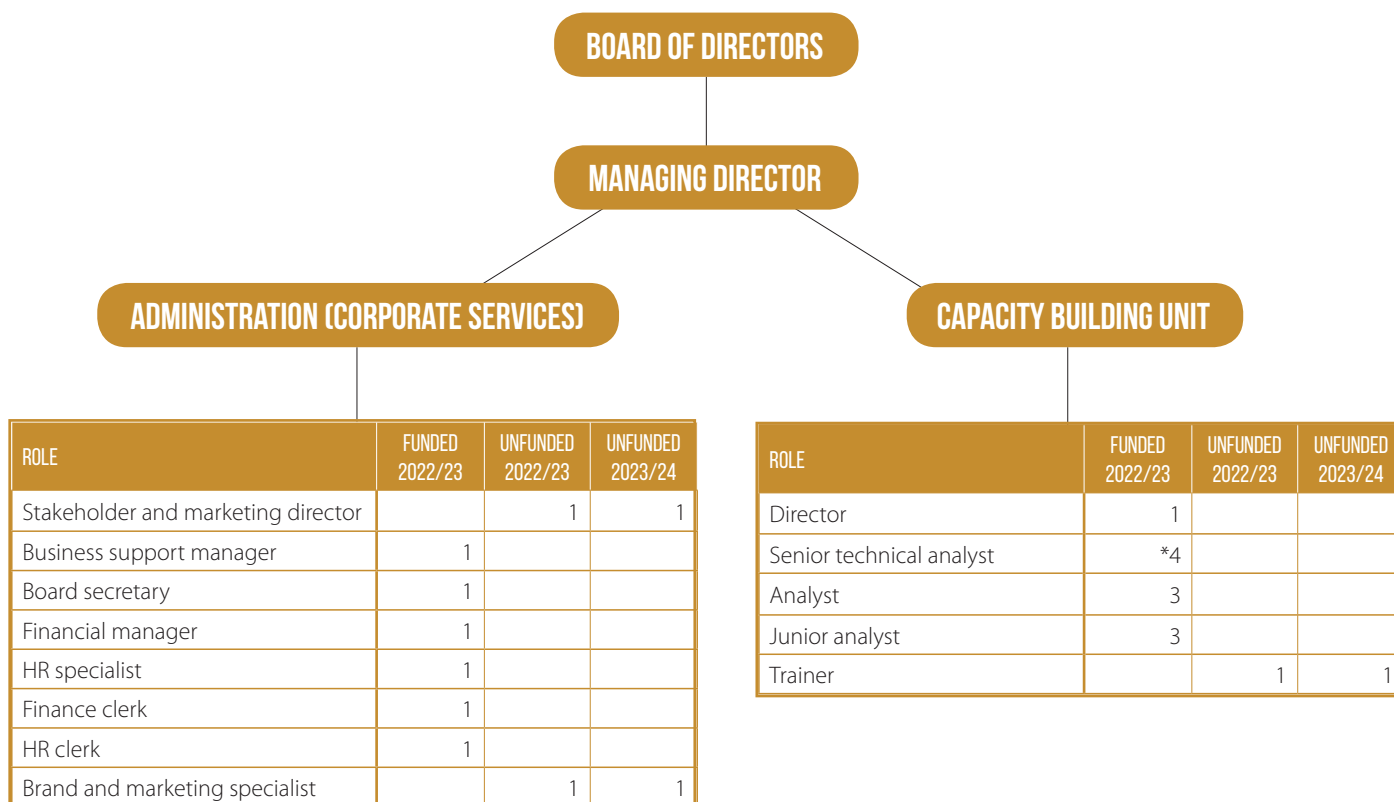 BOARD OF DIRECTORS
MANAGING DIRECTOR
ADMINISTRATION (CORPORATE SERVICES)
CAPACITY BUILDING UNIT
ROLE FUNDED 2022/23 UNFUNDED 2022/23 UNFUNDED 2023/24
Stakeholder and marketing director 1 1
Business support manager 1
Board secretary 1
Financial manager 1
HR specialist 1
Finance clerk 1
HR clerk 1
Brand and marketing specialist 1 1
ROLE FUNDED 2022/23 UNFUNDED 2022/23 UNFUNDED 2023/24
Director 1
Senior technical analyst *4
Analyst 3
Junior analyst 3
Trainer 1 1